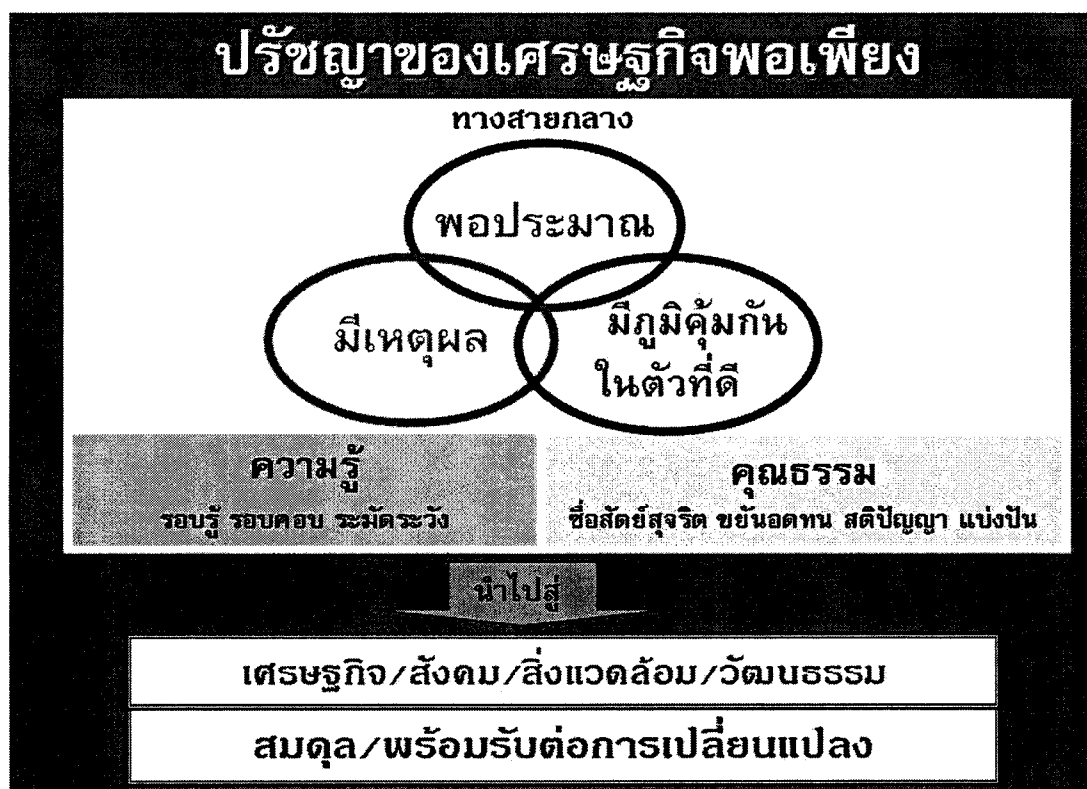 ปรัชญาของเศรษฐกิจพอเพียง
ทางสายกลาง
พอประมาณ
มีเหตุผล
มีภูมิคุ้มกัน
ในตัวที่ดี
ความรู้
รอบรู้ รอบคอบ ระมัดระวัง
คุณธรรม
ซื่อสัตย์สุจริต ขยันอดทน สติปัญญา แบ่งปัน
นำไปสู่
เศรษฐกิจ/สังคม/สิ่งแวดล้อม/วัฒนธรรม
สมดุล/พร้อมรับต่อการเปลี่ยนแปลง